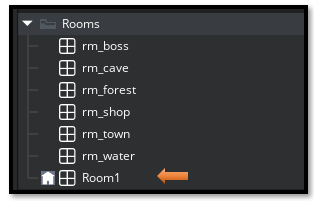 Rooms
rm_boss
rm_cave
rm_forest
rm_shop
rm_town
rm_water
Room1